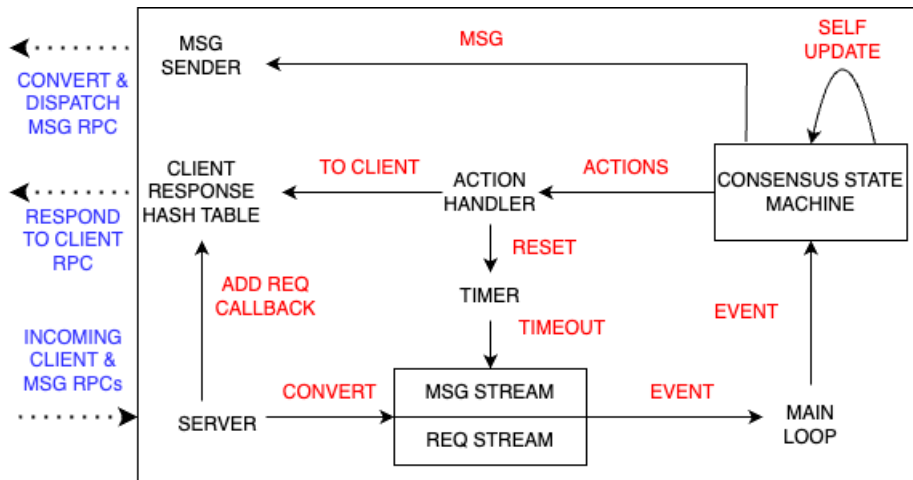 MSG
SENDER
MSG
SELF
UPDATE
CONVERT &
DISPATCH
MSG RPC
CLIENT
RESPONSE
HASH TABLE
TO CLIENT
ACTION
HANDLER
ACTIONS
CONSENSUS STATE
MACHINE
RESPOND
TO CLIENT
RPC
RESET
ADD REQ
CALLBACK
TIMER
EVENT
TIMEOUT
INCOMING
CLIENT &
MSG RPCs
SERVER
CONVERT
MSG STREAM
REQ STREAM
EVENT
MAIN
LOOP